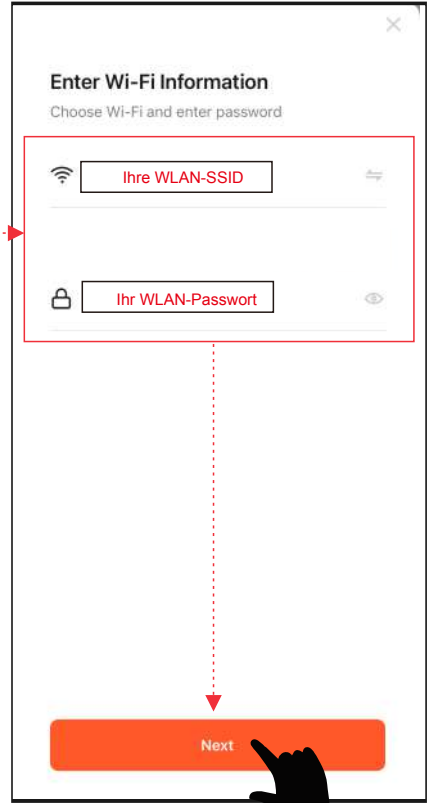 Enter Wi-Fi Information
Choose Wi-Fi and enter password
Ihre WLAN-SSID
Ihr WLAN-Passwort
Next